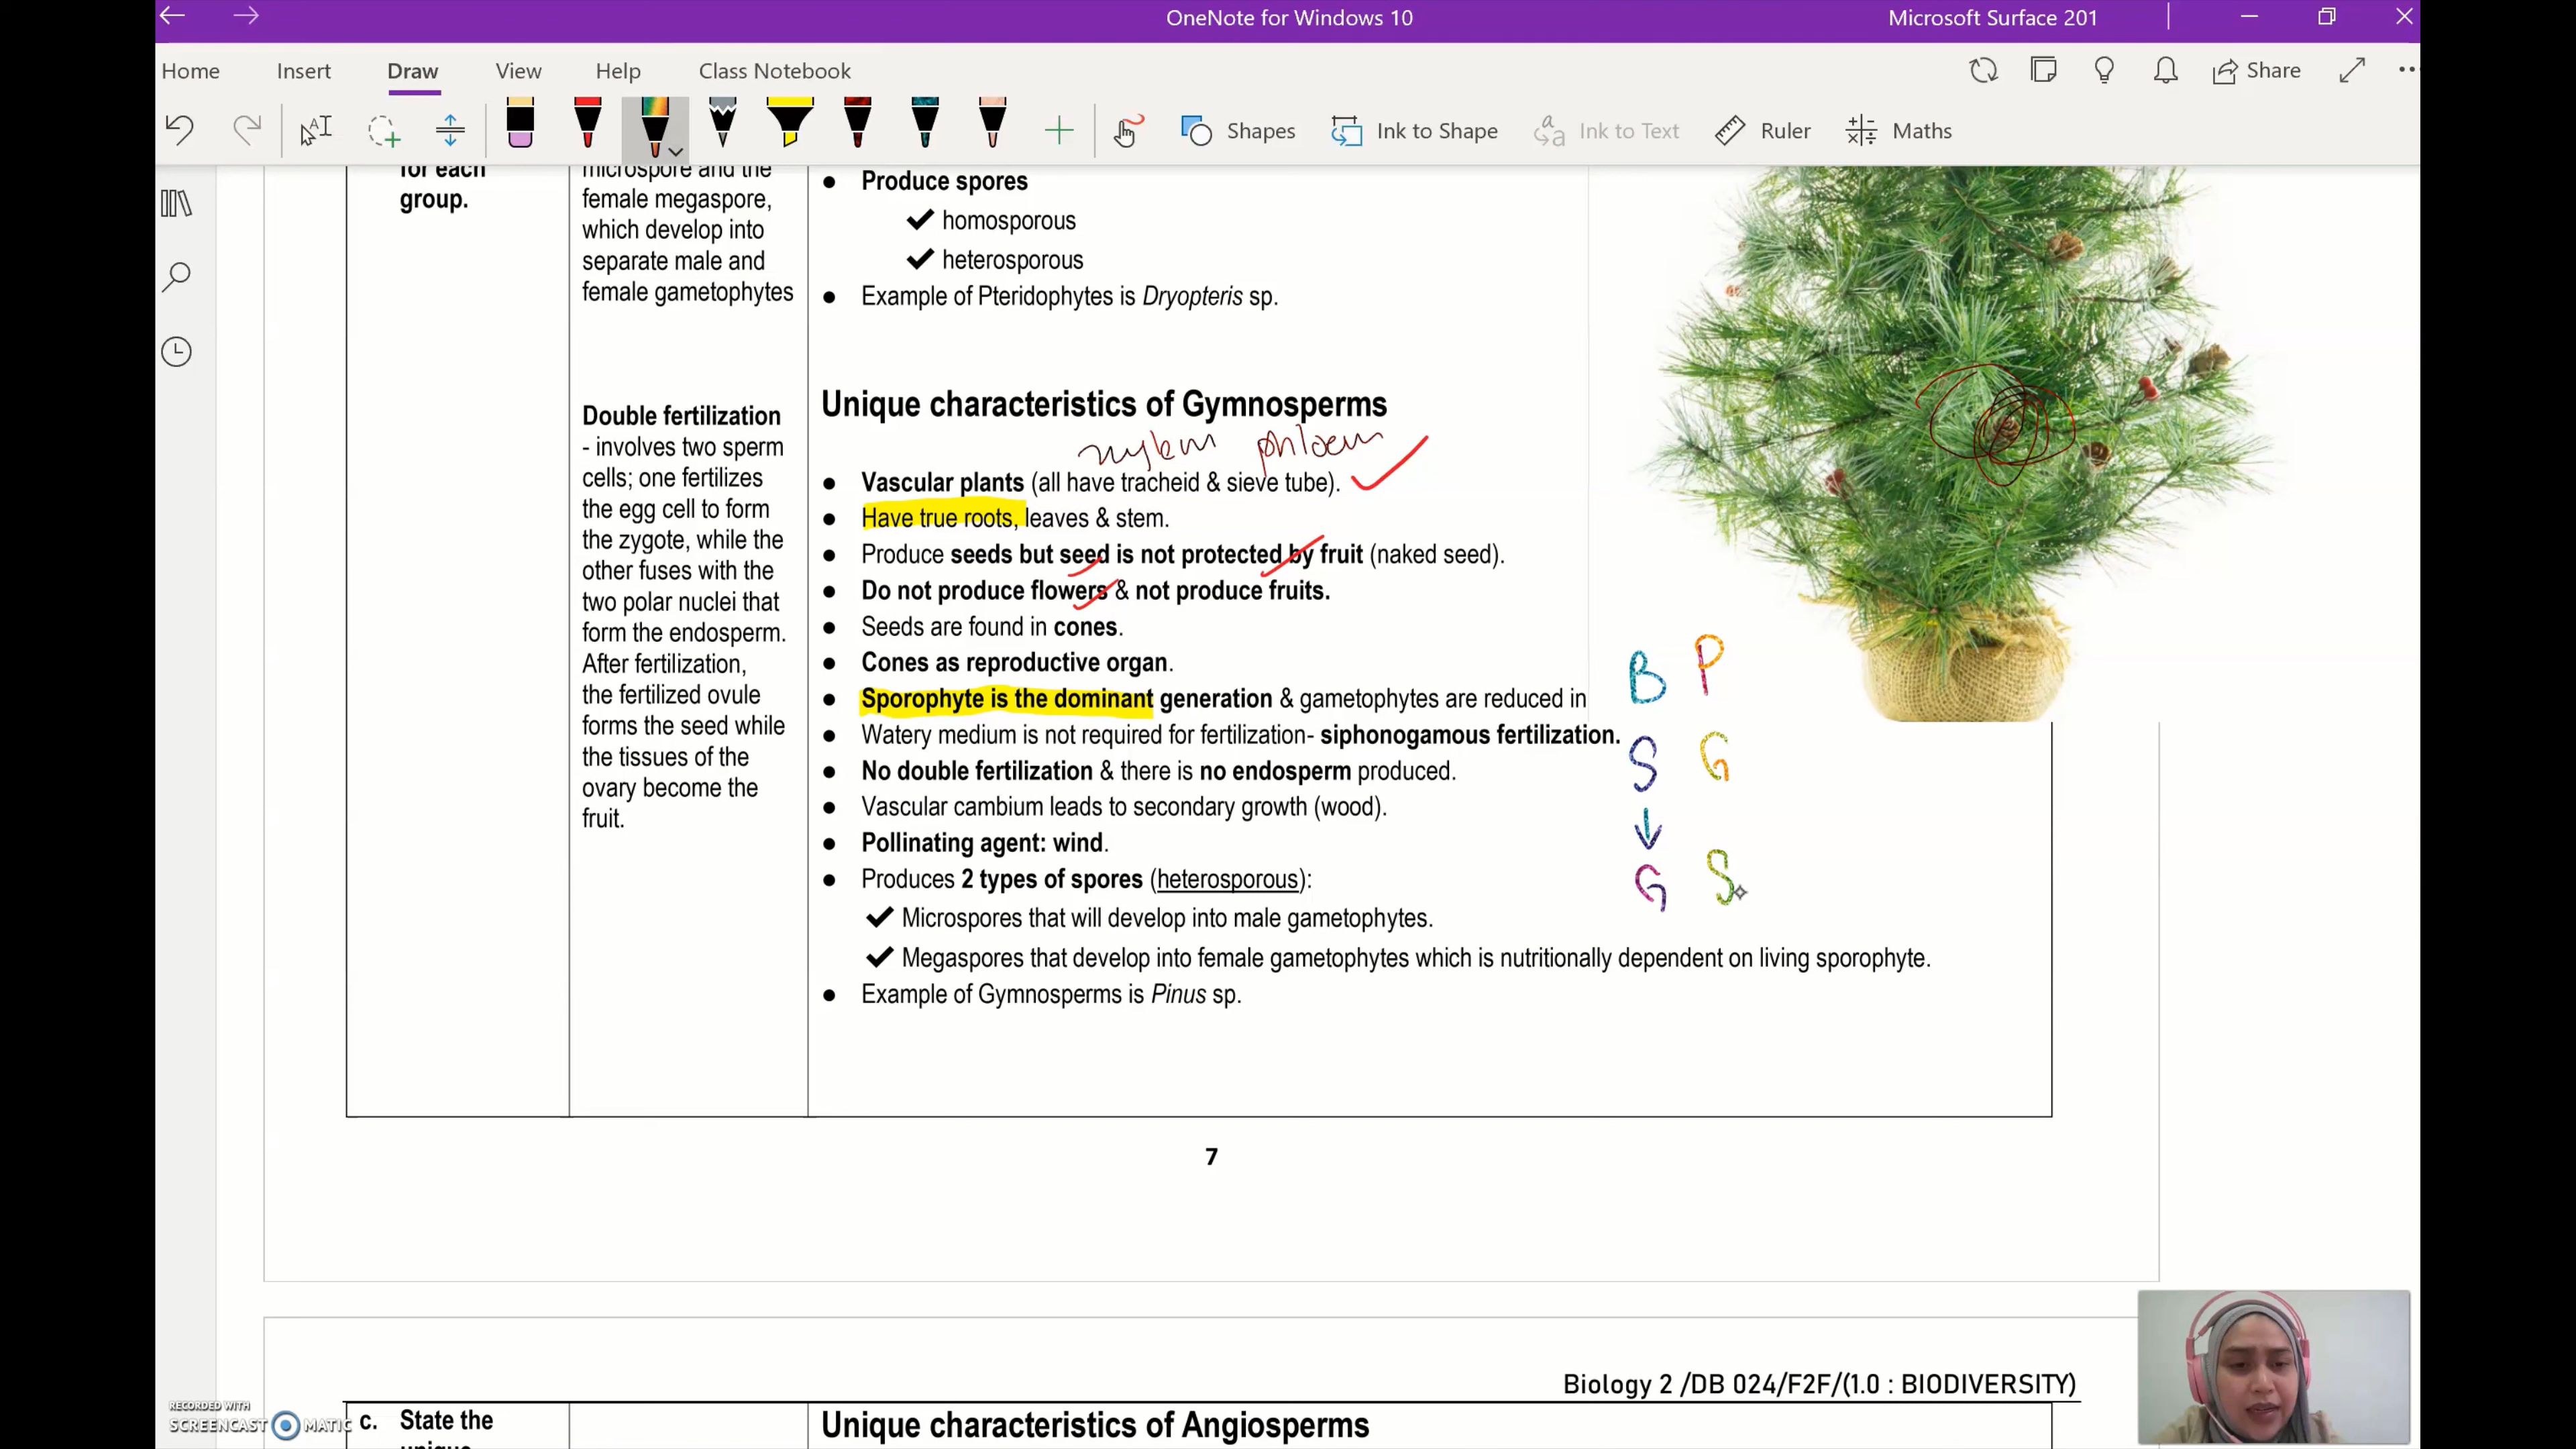 OneNote for Windows 10
Microsoft Surface 201
Home Insert Draw View Help Class Notebook
Share
Shapes Ink to Shape Ink to Text Ruler Maths
for each
group.
microspore and the
female megaspore,
which develop into
separate male and
female gametophytes
Double fertilization
- involves two sperm
cells; one fertilizes
the egg cell to form
the zygote, while the
other fuses with the
two polar nuclei that
form the endosperm.
After fertilization,
the fertilized ovule
forms the seed while
the tissues of the
ovary become the
fruit.
● Produce spores
✔ homosporous
✔ heterosporous
● Example of Pteridophytes is Dryopteris sp.
Unique characteristics of Gymnosperms
xylem phloem
● Vascular plants (all have tracheid & sieve tube).
● Have true roots, leaves & stem.
● Produce seeds but seed is not protected by fruit (naked seed).
● Do not produce flowers & not produce fruits.
● Seeds are found in cones.
● Cones as reproductive organ.
● Sporophyte is the dominant generation & gametophytes are reduced in
● Watery medium is not required for fertilization- siphonogamous fertilization.
● No double fertilization & there is no endosperm produced.
● Vascular cambium leads to secondary growth (wood).
● Pollinating agent: wind.
● Produces 2 types of spores (heterosporous):
✔ Microspores that will develop into male gametophytes.
✔ Megaspores that develop into female gametophytes which is nutritionally dependent on living sporophyte.
● Example of Gymnosperms is Pinus sp.
B P
S G
↓
G S
7
Biology 2 /DB 024/F2F/(1.0 : BIODIVERSITY)
c. State the
Unique characteristics of Angiosperms
RECORDED WITH
SCREENCAST MATIC